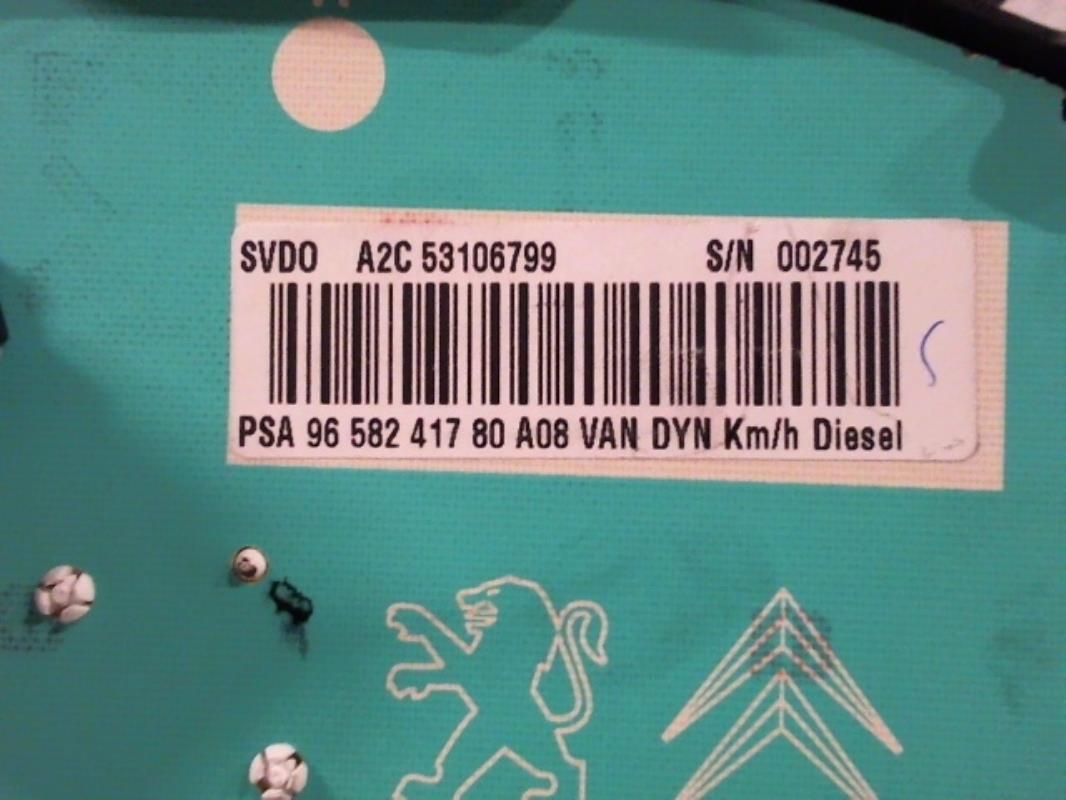 SVDO A2C 53106799 S/N 002745
PSA 96 582 417 80 A08 VAN DYN Km/h Diesel